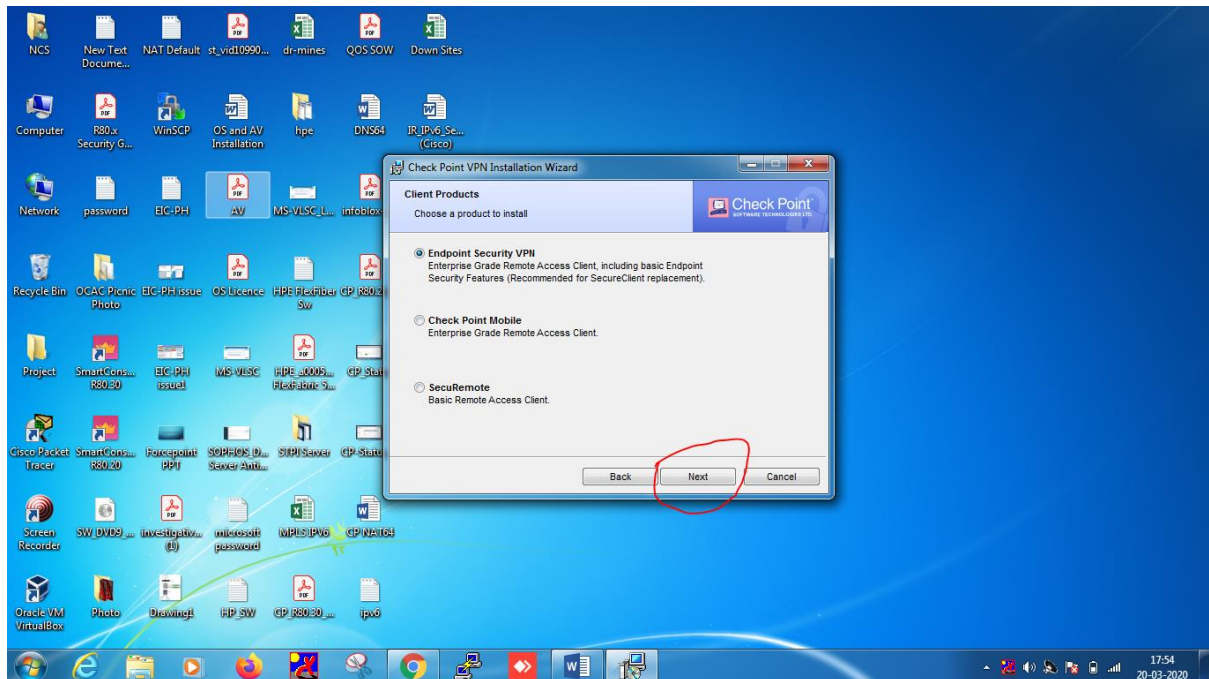 NCS
New Text Docume...
NAT Default
st_vid10990...
dr-mines
QOS SOW
Down Sites
Computer
R80.x Security G...
WinSCP
OS and AV Installation
hpe
DNS64
IR_IPv6_Se... (Cisco)
Network
password
EIC-PH
AV
MS-VLSC_L...
infoblox
Recycle Bin
OCAC Picnic Photo
EIC-PH issue
OS Licence
HPE FlexFiber Sw
CP_R80.2
Project
SmartCons... R80.30
EIC-PH issue1
MS-VLSC
HPE_a0005... FlexFabric S...
CP_Stat
Cisco Packet Tracer
SmartCons... R80.20
Forcepoint PPT
SOPHOS_D... Server Anti...
STPI Server
CP-Statu
Screen Recorder
SW_DVD9_...
investigativ... (1)
microsoft password
MPLS IPV6
CP NAT64
Oracle VM VirtualBox
Photo
Drawing1
HP_SW
CP_R80.30_...
ipv6
Check Point VPN Installation Wizard
Client Products
Choose a product to install
Check Point
SOFTWARE TECHNOLOGIES LTD.
Endpoint Security VPN
Enterprise Grade Remote Access Client, including basic Endpoint
Security Features (Recommended for SecureClient replacement).
Check Point Mobile
Enterprise Grade Remote Access Client.
SecuRemote
Basic Remote Access Client.
Back
Next
Cancel
17:54
20-03-2020